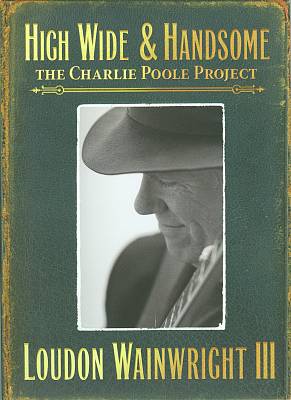 HIGH WIDE & HANDSOME
THE CHARLIE POOLE PROJECT
LOUDON WAINWRIGHT III